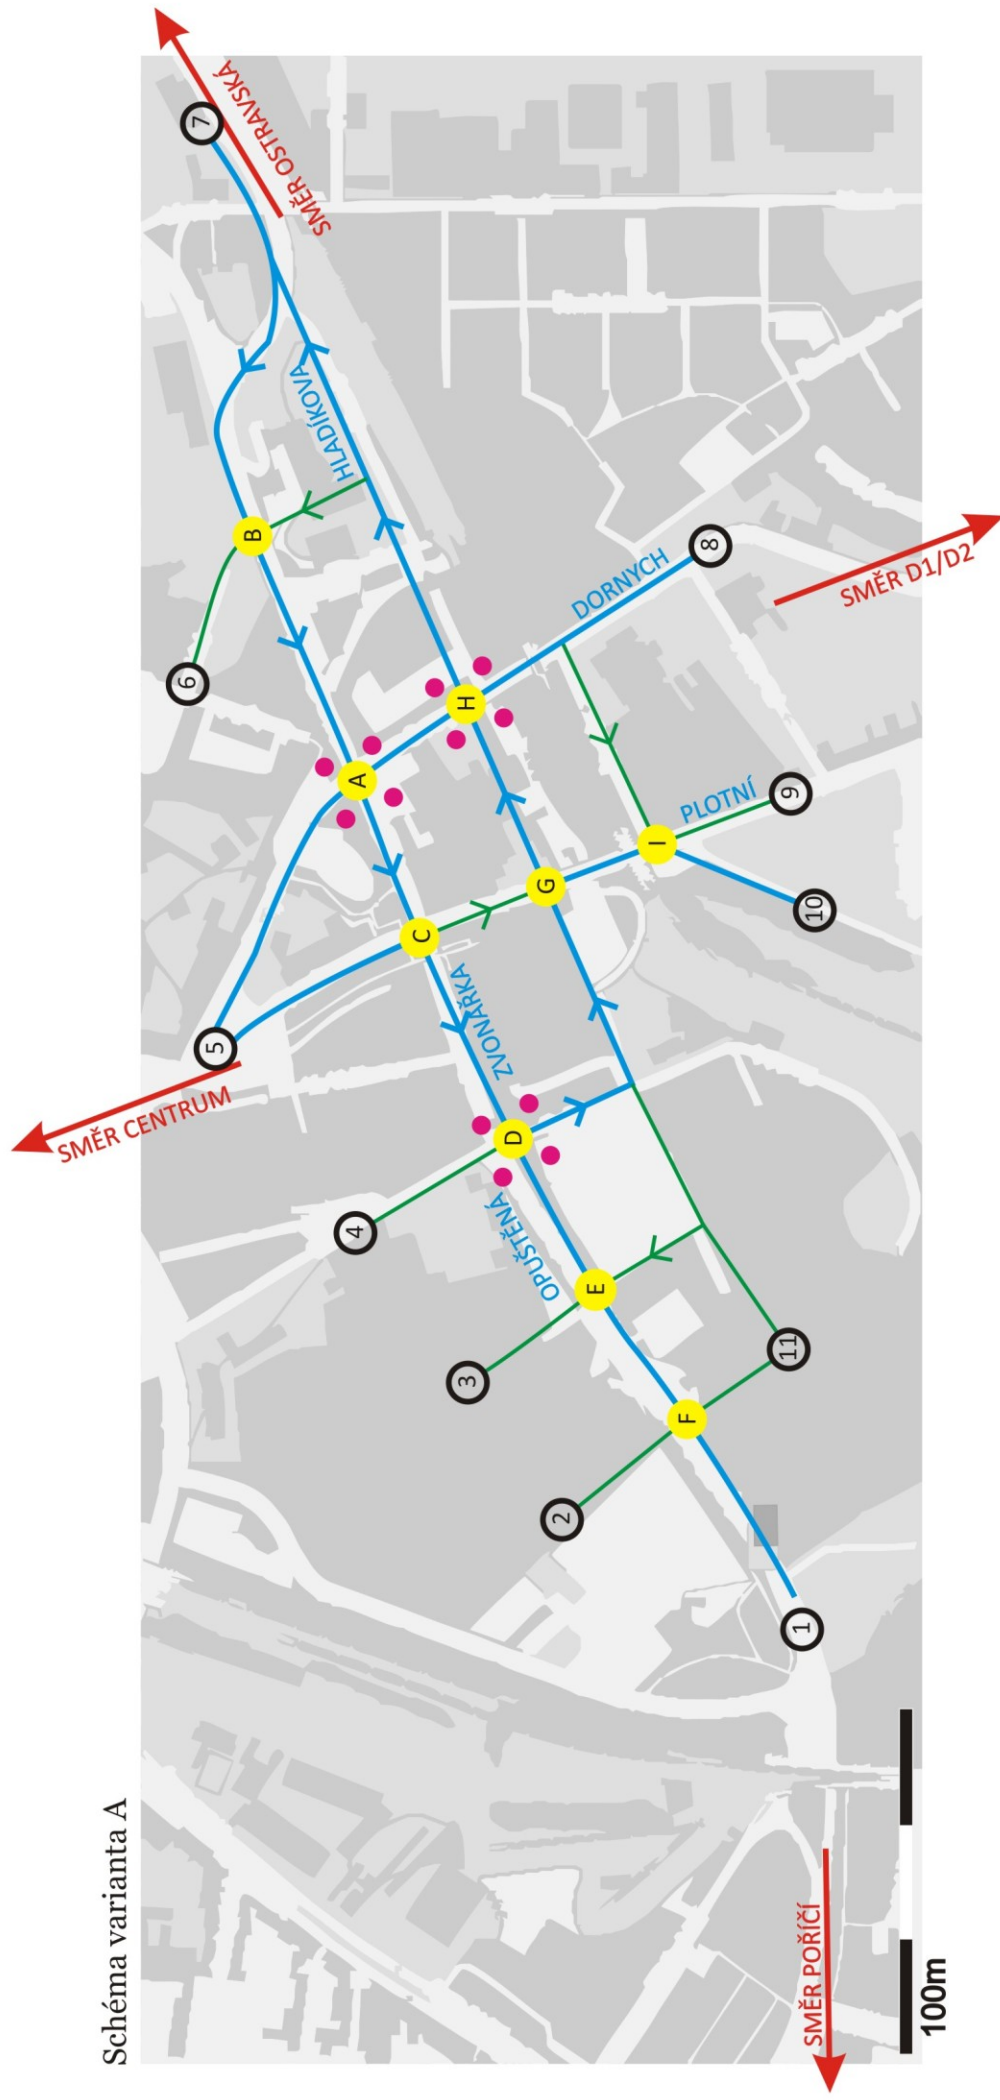 Schéma varianta A
SMĚR OSTRAVSKÁ
7
HLADÍKOVA
B
6
A
H
DORNYCH
8
SMĚR D1/D2
PLOTNÍ
9
I
10
G
C
5
SMĚR CENTRUM
ZVONAŘKA
D
4
OPUŠTĚNÁ
E
3
11
F
2
1
SMĚR POŘÍČÍ
100m